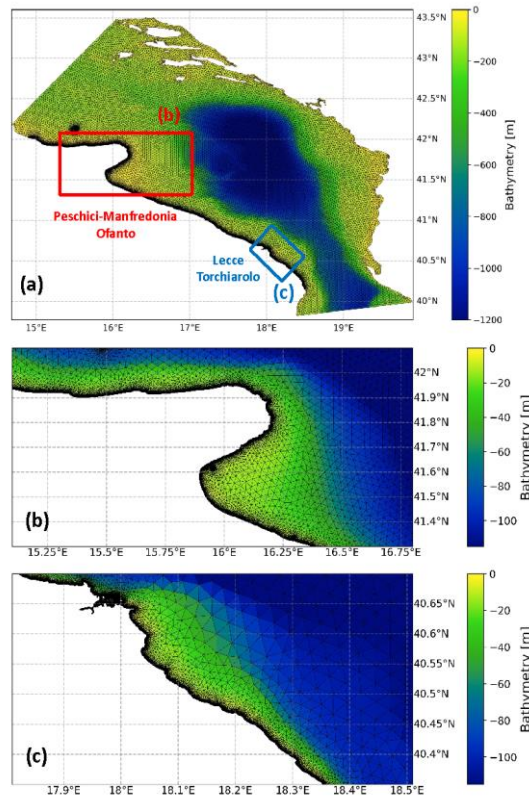 43.5°N
43°N
42.5°N
42°N
41.5°N
41°N
40.5°N
40°N
(b)
Peschici-Manfredonia
Ofanto
Lecce
Torchiarolo
(c)
(a)
15°E 16°E 17°E 18°E 19°E
0
−200
−400
−600
−800
−1000
−1200
Bathymetry [m]
42°N
41.9°N
41.8°N
41.7°N
41.6°N
41.5°N
41.4°N
(b)
15.25°E 15.5°E 15.75°E 16°E 16.25°E 16.5°E 16.75°E
0
−20
−40
−60
−80
−100
Bathymetry [m]
40.65°N
40.6°N
40.55°N
40.5°N
40.45°N
40.4°N
(c)
17.9°E 18°E 18.1°E 18.2°E 18.3°E 18.4°E 18.5°E
0
−20
−40
−60
−80
−100
Bathymetry [m]